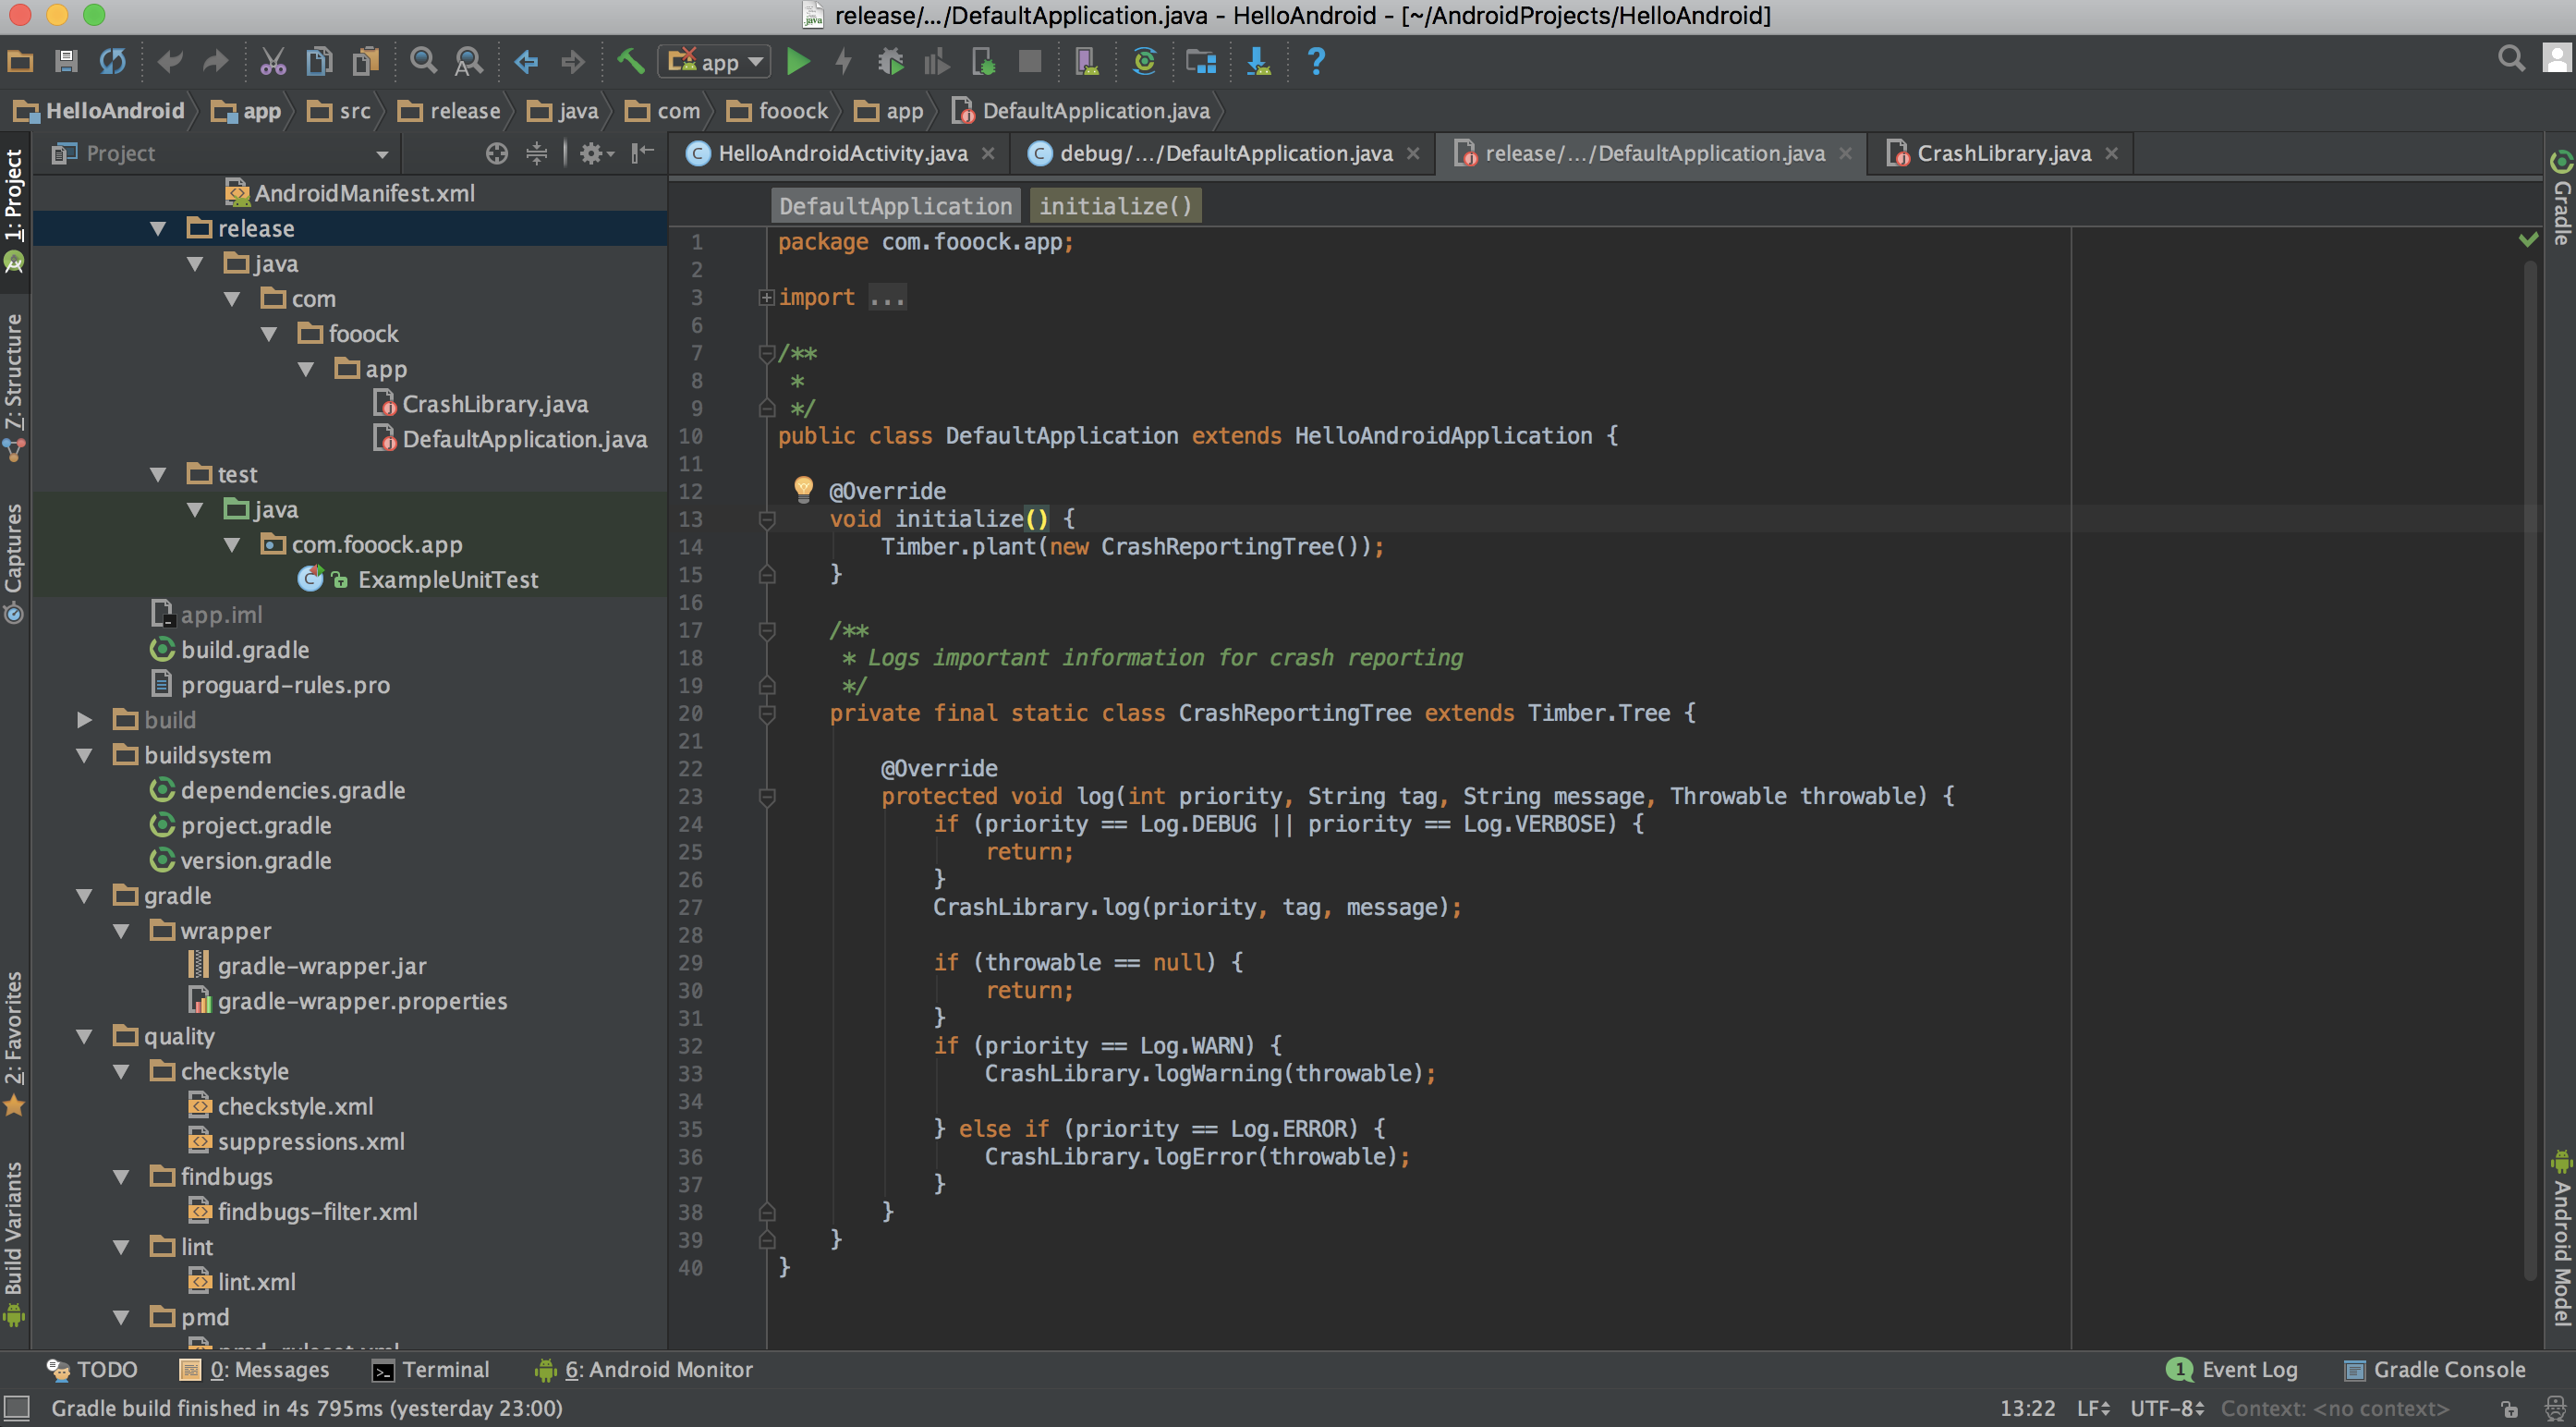 release/.../DefaultApplication.java - HelloAndroid - [~/AndroidProjects/HelloAndroid]
app
HelloAndroid app src release java com fooock app DefaultApplication.java
Project
HelloAndroidActivity.java debug/.../DefaultApplication.java release/.../DefaultApplication.java CrashLibrary.java
1: Project
7: Structure
Captures
2: Favorites
Build Variants
AndroidManifest.xml
release
java
com
fooock
app
CrashLibrary.java
DefaultApplication.java
test
java
com.fooock.app
ExampleUnitTest
app.iml
build.gradle
proguard-rules.pro
build
buildsystem
dependencies.gradle
project.gradle
version.gradle
gradle
wrapper
gradle-wrapper.jar
gradle-wrapper.properties
quality
checkstyle
checkstyle.xml
suppressions.xml
findbugs
findbugs-filter.xml
lint
lint.xml
pmd
DefaultApplication initialize()
1 package com.fooock.app;
2
3 import ...
6
7 /**
8 *
9 */
10 public class DefaultApplication extends HelloAndroidApplication {
11
12 @Override
13 void initialize() {
14 Timber.plant(new CrashReportingTree());
15 }
16
17 /**
18 * Logs important information for crash reporting
19 */
20 private final static class CrashReportingTree extends Timber.Tree {
21
22 @Override
23 protected void log(int priority, String tag, String message, Throwable throwable) {
24 if (priority == Log.DEBUG || priority == Log.VERBOSE) {
25 return;
26 }
27 CrashLibrary.log(priority, tag, message);
28
29 if (throwable == null) {
30 return;
31 }
32 if (priority == Log.WARN) {
33 CrashLibrary.logWarning(throwable);
34
35 } else if (priority == Log.ERROR) {
36 CrashLibrary.logError(throwable);
37 }
38 }
39 }
40 }
Gradle
Android Model
TODO 0: Messages Terminal 6: Android Monitor 1 Event Log Gradle Console
Gradle build finished in 4s 795ms (yesterday 23:00) 13:22 LF UTF-8 Context: <no context>